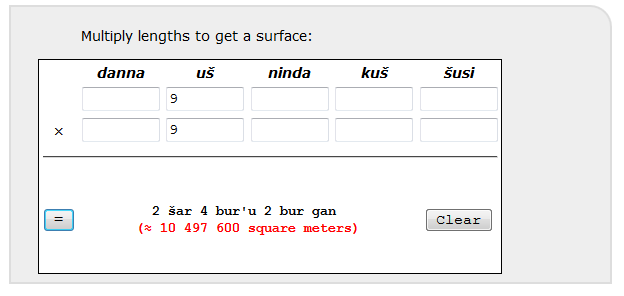 Multiply lengths to get a surface:
danna uš ninda kuš šusi
9
× 9
2 šar 4 bur'u 2 bur gan
= (≈ 10 497 600 square meters) Clear